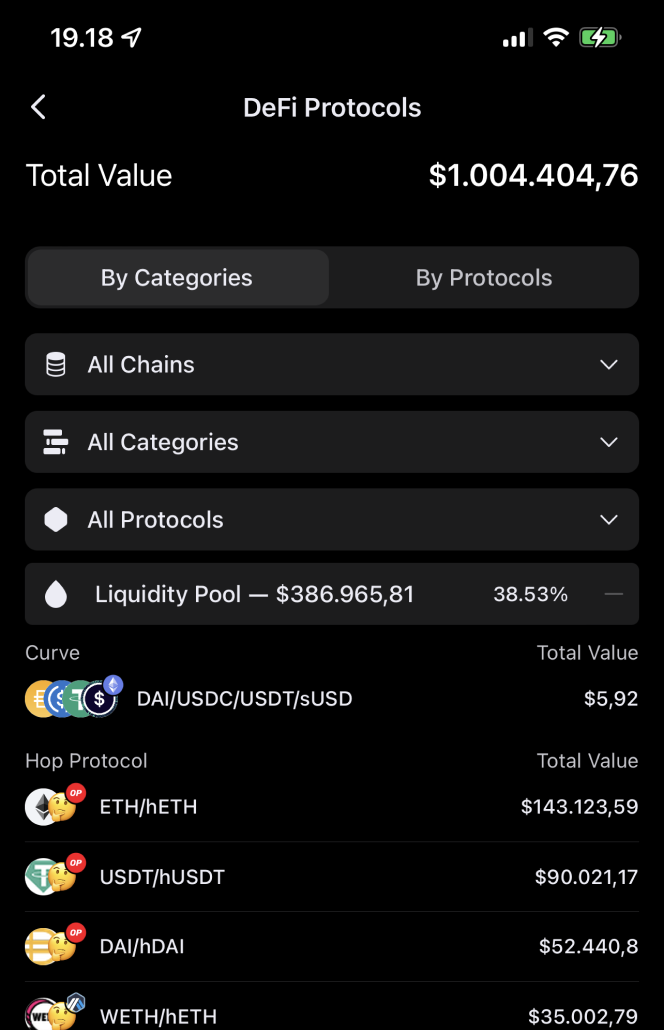 19.18
DeFi Protocols
Total Value $1.004.404,76
By Categories By Protocols
All Chains
All Categories
All Protocols
Liquidity Pool — $386.965,81 38.53% —
Curve Total Value
DAI/USDC/USDT/sUSD $5,92
Hop Protocol Total Value
OP
ETH/hETH $143.123,59
OP
USDT/hUSDT $90.021,17
OP
DAI/hDAI $52.440,8
WE
WETH/hETH $35.002,79